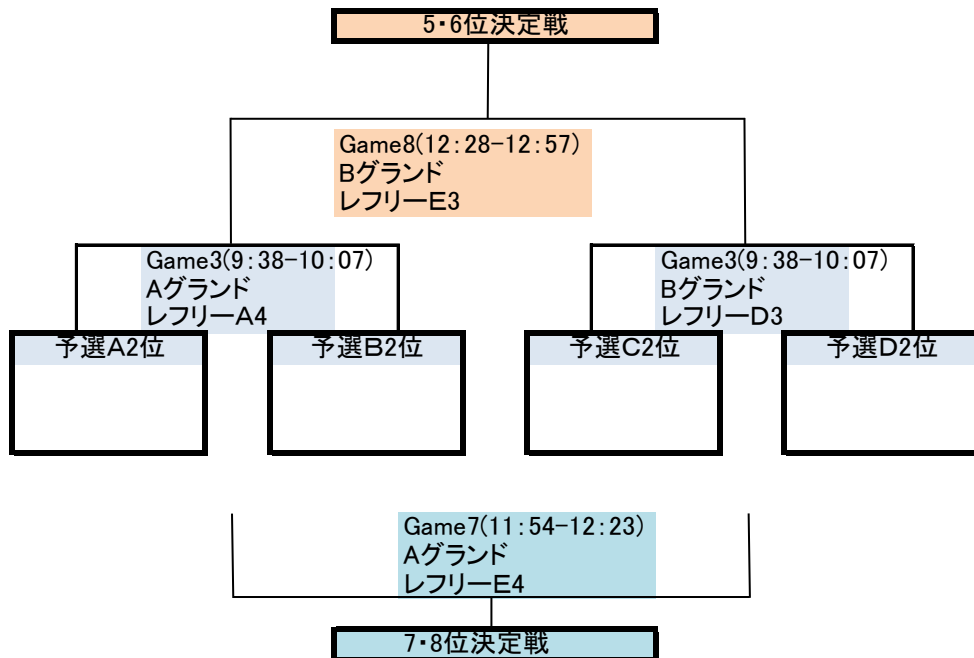 5・6位決定戦
Game8(12:28-12:57)
Bグランド
レフリーE3
Game3(9:38-10:07)
Aグランド
レフリーA4
Game3(9:38-10:07)
Bグランド
レフリーD3
予選A2位
予選B2位
予選C2位
予選D2位
Game7(11:54-12:23)
Aグランド
レフリーE4
7・8位決定戦